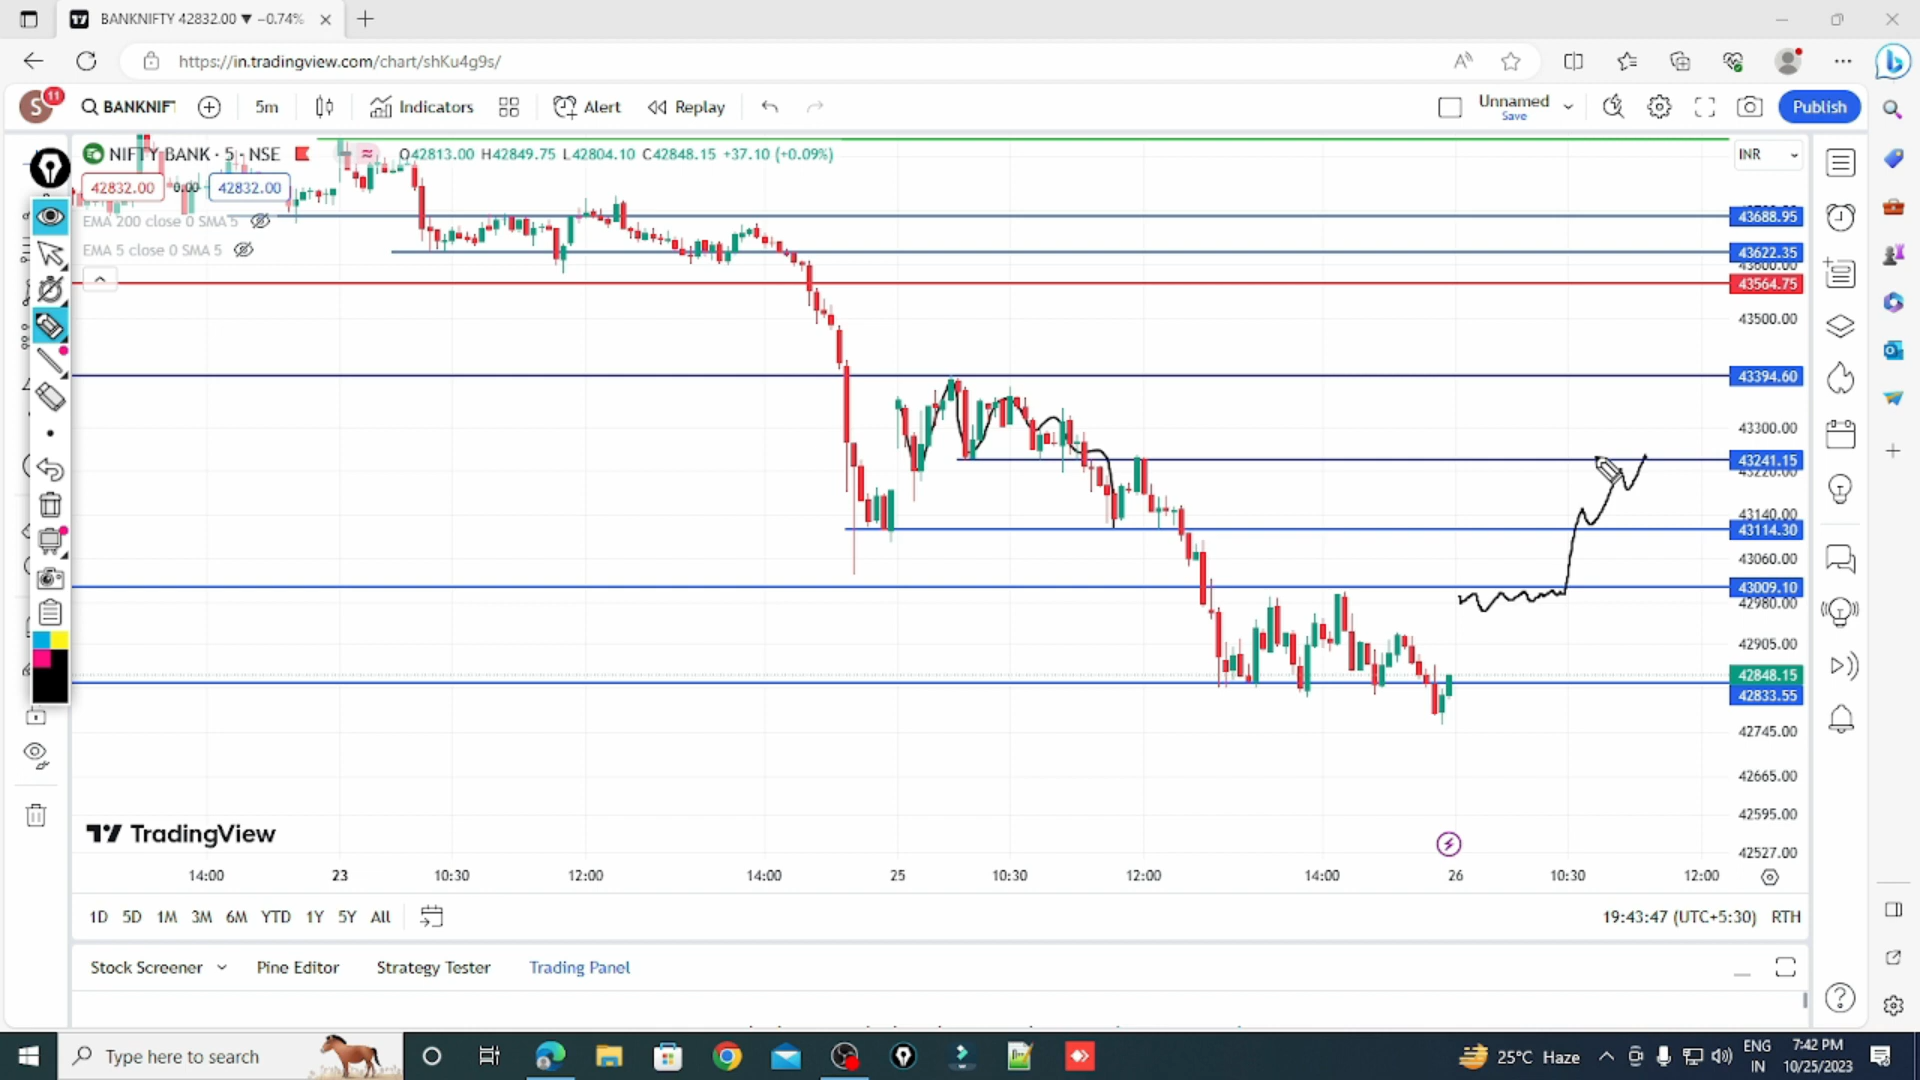 BANKNIFTY 42832.00 ▼ −0.74%
https://in.tradingview.com/chart/shKu4g9s/
S 11 BANKNIF 5m Indicators Alert Replay Unnamed Save Publish
NIFTY BANK · 5 · NSE O42813.00 H42849.75 L42804.10 C42848.15 +37.10 (+0.09%) INR
42832.00 0.00 42832.00
EMA 200 close 0 SMA 5
EMA 5 close 0 SMA 5
43688.95
43622.35
43600.00
43564.75
43500.00
43394.60
43300.00
43241.15
43220.00
43140.00
43114.30
43060.00
43009.10
42980.00
42905.00
42848.15
42833.55
42745.00
42665.00
42595.00
42527.00
TradingView
14:00 23 10:30 12:00 14:00 25 10:30 12:00 14:00 26 10:30 12:00
1D 5D 1M 3M 6M YTD 1Y 5Y All 19:43:47 (UTC+5:30) RTH
Stock Screener Pine Editor Strategy Tester Trading Panel
Type here to search 25°C Haze ENG IN 7:42 PM 10/25/2023